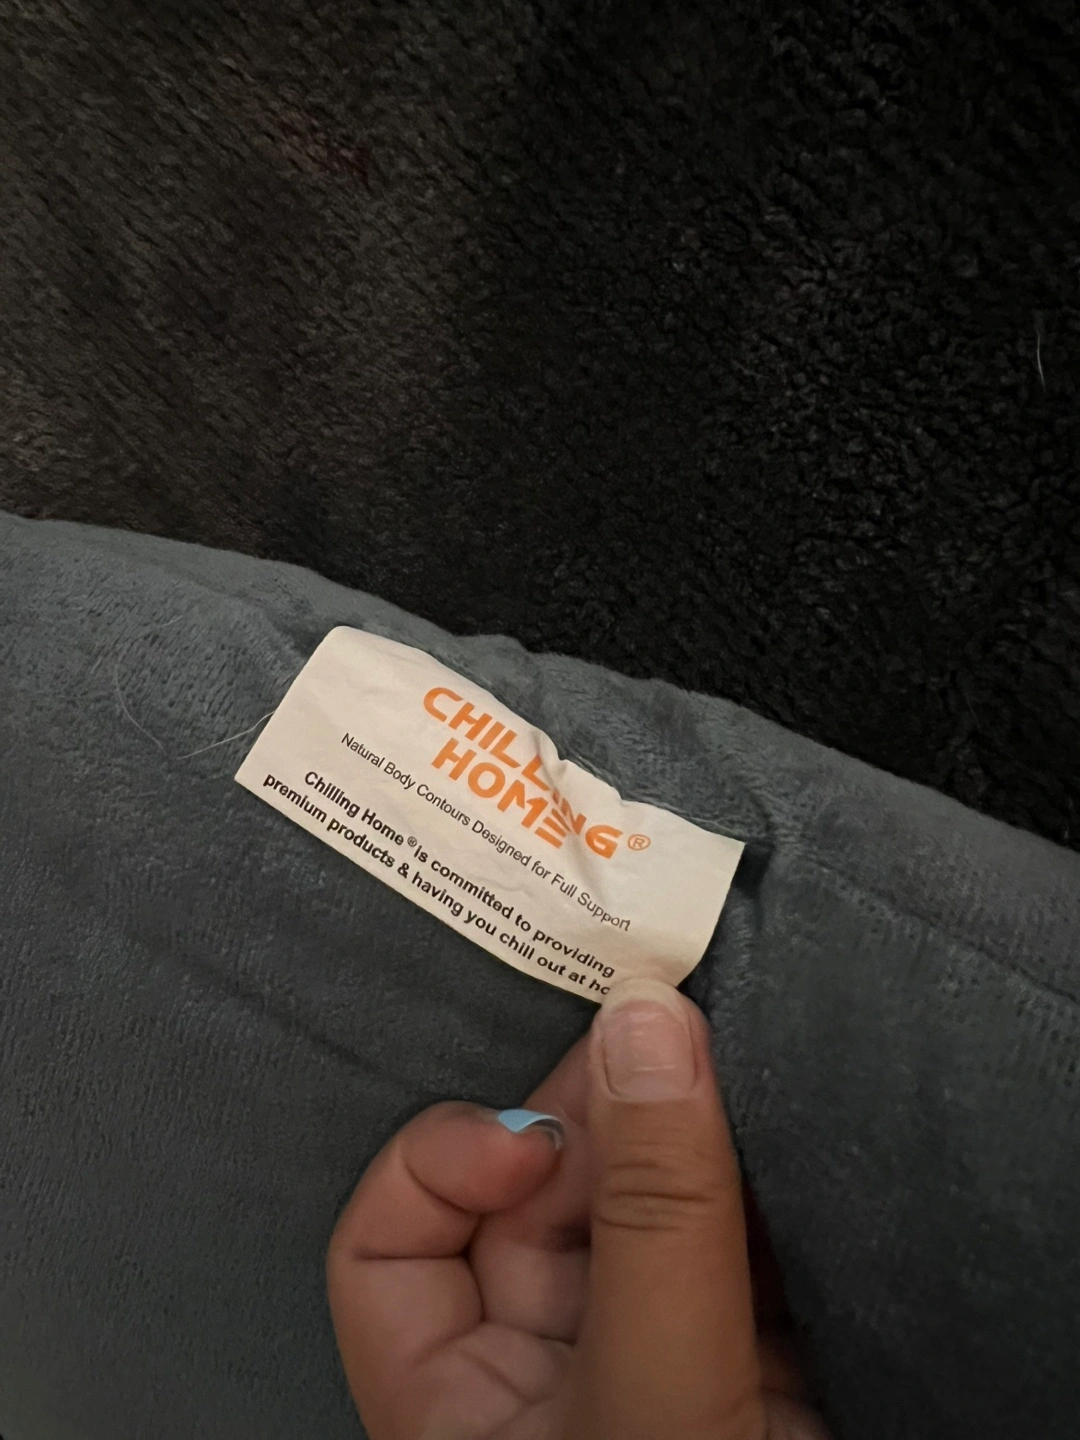 CHILLING
HOME®
Natural Body Contours Designed for Full Support
Chilling Home® is committed to providing
premium products & having you chill out at